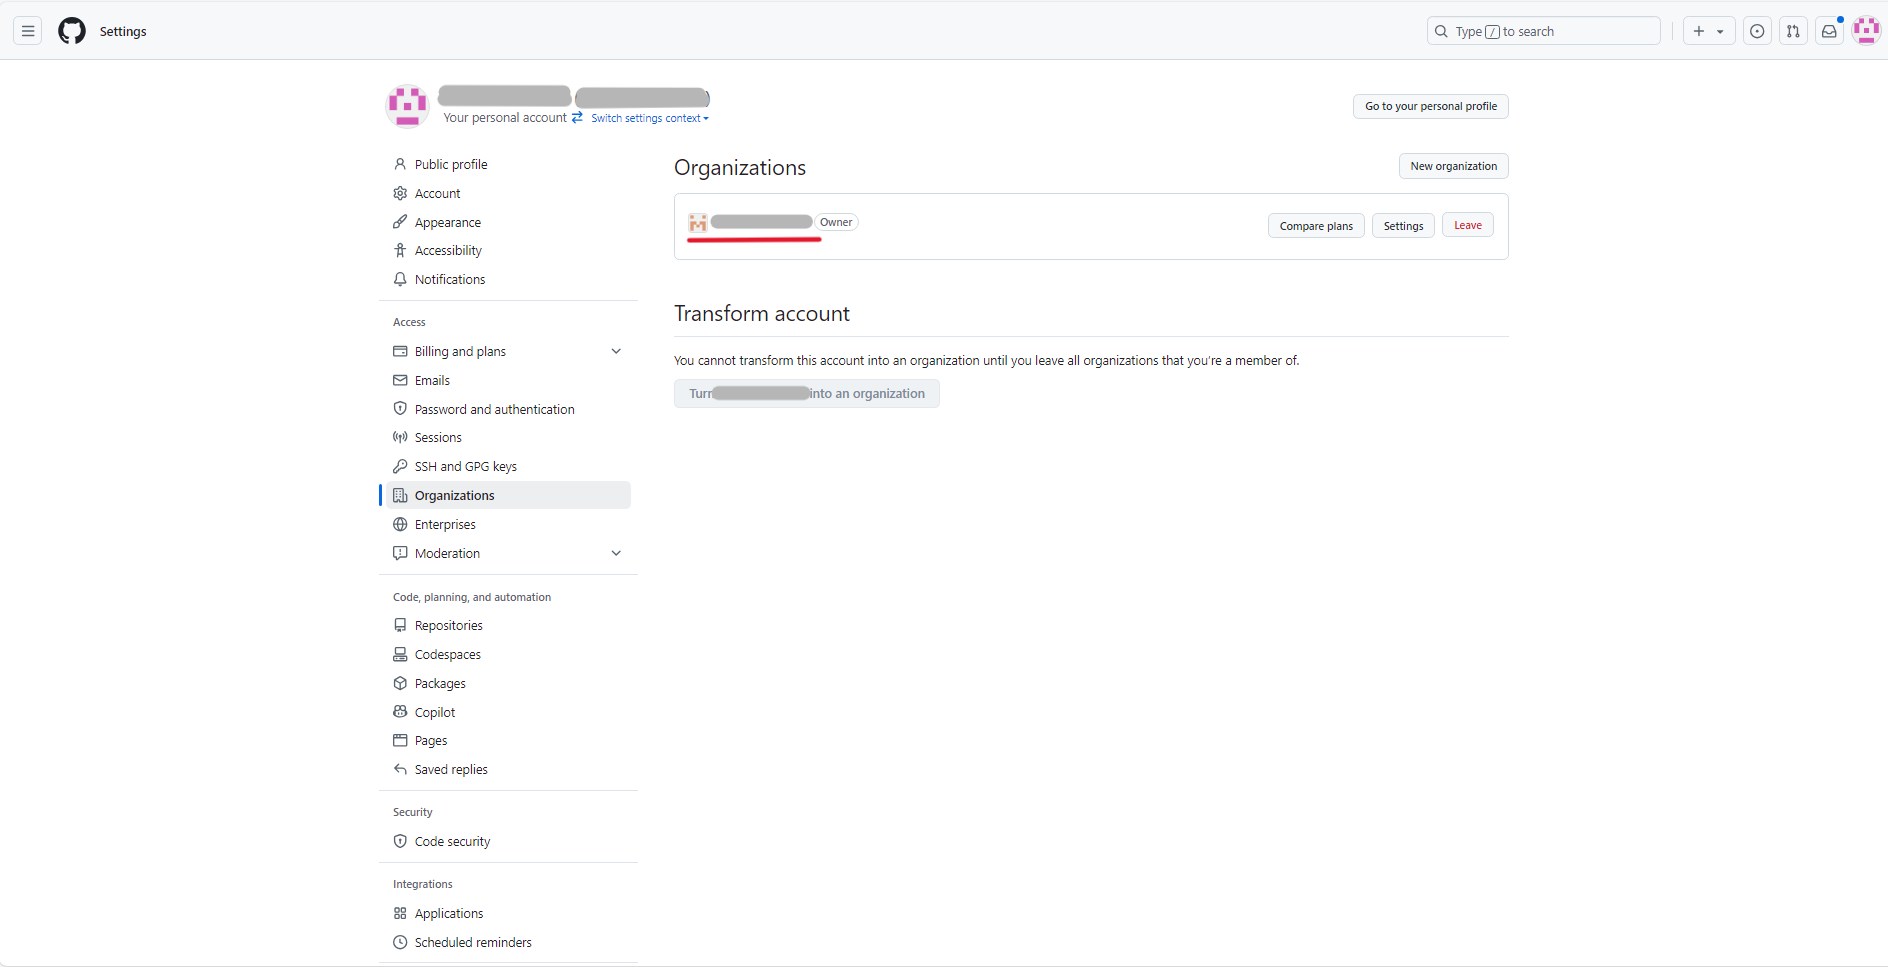 Settings
Type / to search
Your personal account Switch settings context
Go to your personal profile
Public profile
Account
Appearance
Accessibility
Notifications
Access
Billing and plans
Emails
Password and authentication
Sessions
SSH and GPG keys
Organizations
Enterprises
Moderation
Code, planning, and automation
Repositories
Codespaces
Packages
Copilot
Pages
Saved replies
Security
Code security
Integrations
Applications
Scheduled reminders
Organizations
New organization
Owner
Compare plans
Settings
Leave
Transform account
You cannot transform this account into an organization until you leave all organizations that you're a member of.
Turn into an organization